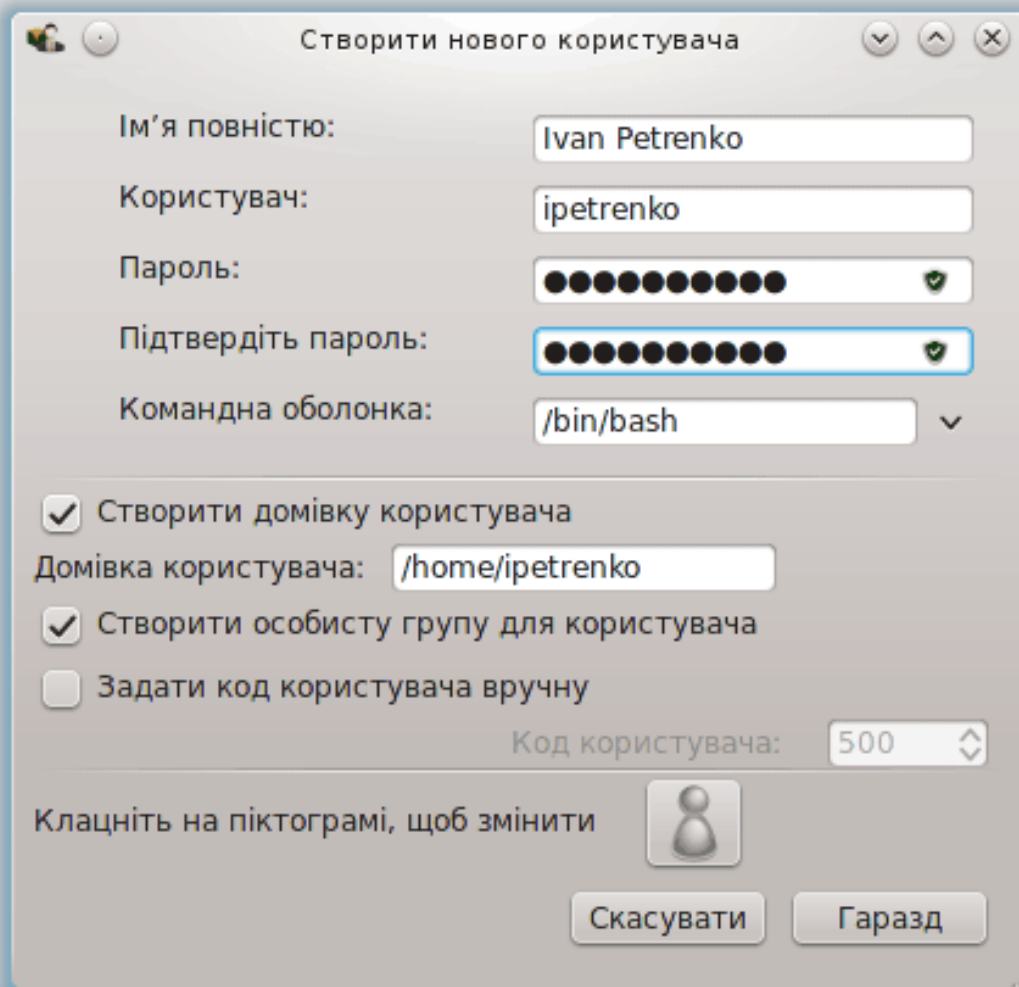 Створити нового користувача
Ім’я повністю: Ivan Petrenko
Користувач: ipetrenko
Пароль: ●●●●●●●●●●
Підтвердіть пароль: ●●●●●●●●●●
Командна оболонка: /bin/bash
Створити домівку користувача
Домівка користувача: /home/ipetrenko
Створити особисту групу для користувача
Задати код користувача вручну
Код користувача: 500
Клацніть на піктограмі, щоб змінити
Скасувати Гаразд